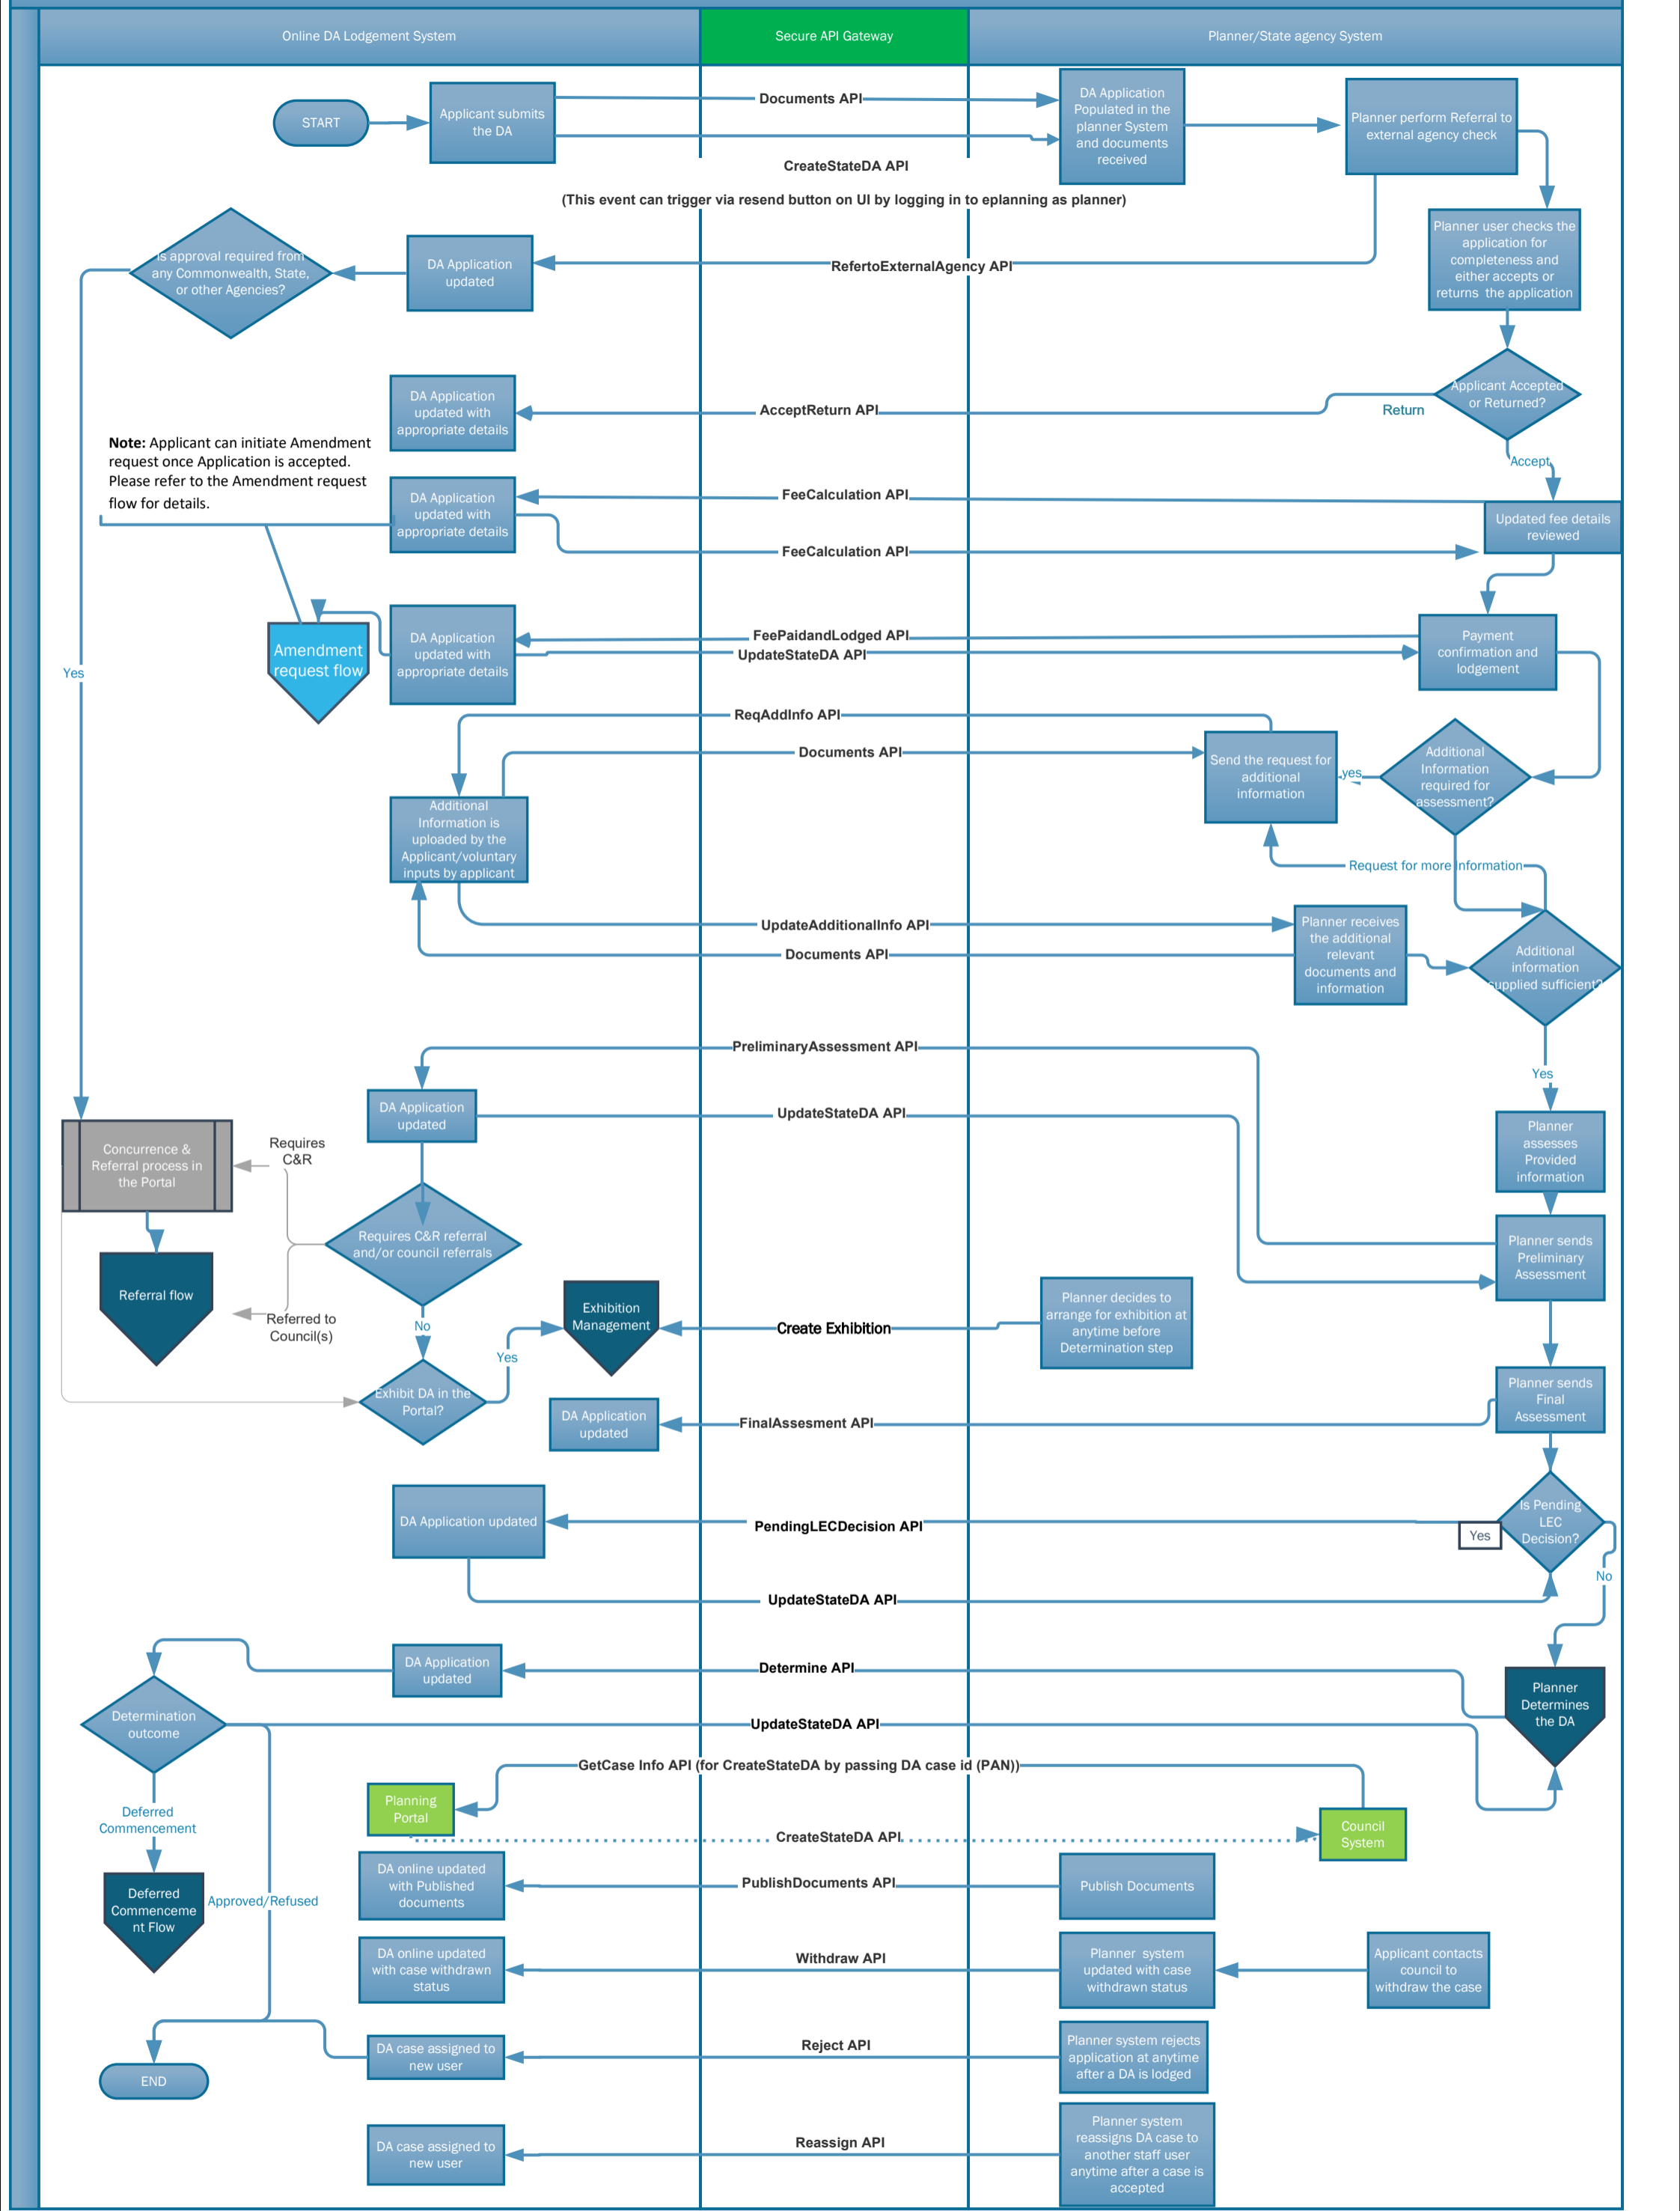 Online DA Lodgement System
Secure API Gateway
Planner/State agency System
START
Applicant submits
the DA
Documents API
CreateStateDA API
(This event can trigger via resend button on UI by logging in to eplanning as planner)
DA Application
Populated in the
planner System
and documents
received
Planner perform Referral to
external agency check
Planner user checks the
application for
completeness and
either accepts or
returns the application
RefertoExternalAgency API
DA Application
updated
Is approval required from
any Commonwealth, State,
or other Agencies?
Yes
Applicant Accepted
or Returned?
Return
Accept
AcceptReturn API
DA Application
updated with
appropriate details
Note: Applicant can initiate Amendment
request once Application is accepted.
Please refer to the Amendment request
flow for details.
FeeCalculation API
DA Application
updated with
appropriate details
FeeCalculation API
Updated fee details
reviewed
Amendment
request flow
DA Application
updated with
appropriate details
FeePaidandLodged API
UpdateStateDA API
Payment
confirmation and
lodgement
ReqAddInfo API
Documents API
Send the request for
additional
information
yes
Additional
Information
required for
assessment?
Additional
Information is
uploaded by the
Applicant/voluntary
inputs by applicant
Request for more Information
UpdateAdditionalInfo API
Documents API
Planner receives
the additional
relevant
documents and
information
Additional
information
supplied sufficient?
Yes
PreliminaryAssessment API
DA Application
updated
UpdateStateDA API
Planner
assesses
Provided
information
Concurrence &
Referral process in
the Portal
Requires
C&R
Requires C&R referral
and/or council referrals
Planner sends
Preliminary
Assessment
Referral flow
Referred to
Council(s)
No
Exhibition
Management
Create Exhibition
Planner decides to
arrange for exhibition at
anytime before
Determination step
Yes
Exhibit DA in the
Portal?
DA Application
updated
FinalAssesment API
Planner sends
Final
Assessment
DA Application updated
PendingLECDecision API
Yes
Is Pending
LEC
Decision?
No
UpdateStateDA API
DA Application
updated
Determine API
Planner
Determines
the DA
Determination
outcome
UpdateStateDA API
GetCase Info API (for CreateStateDA by passing DA case id (PAN))
Planning
Portal
CreateStateDA API
Council
System
Deferred
Commencement
Deferred
Commenceme
nt Flow
Approved/Refused
DA online updated
with Published
documents
PublishDocuments API
Publish Documents
DA online updated
with case withdrawn
status
Withdraw API
Planner system
updated with case
withdrawn status
Applicant contacts
council to
withdraw the case
END
DA case assigned to
new user
Reject API
Planner system rejects
application at anytime
after a DA is lodged
DA case assigned to
new user
Reassign API
Planner system
reassigns DA case to
another staff user
anytime after a case is
accepted